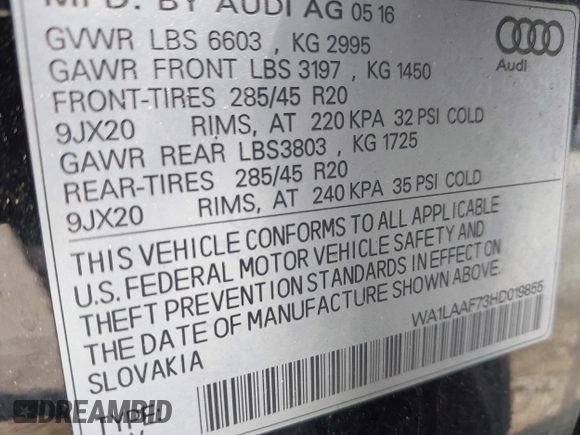 MFD. BY AUDI AG 05 16
GVWR LBS 6603 , KG 2995
GAWR FRONT LBS 3197 , KG 1450
FRONT-TIRES 285/45 R20
9JX20 RIMS, AT 220 KPA 32 PSI COLD
GAWR REAR LBS3803 , KG 1725
REAR-TIRES 285/45 R20
9JX20 RIMS, AT 240 KPA 35 PSI COLD
Audi
THIS VEHICLE CONFORMS TO ALL APPLICABLE
U.S. FEDERAL MOTOR VEHICLE SAFETY AND
THEFT PREVENTION STANDARDS IN EFFECT ON
THE DATE OF MANUFACTURE SHOWN ABOVE.
SLOVAKIA
WA1LAAF73HD019855
TYPE:
DREAMBID